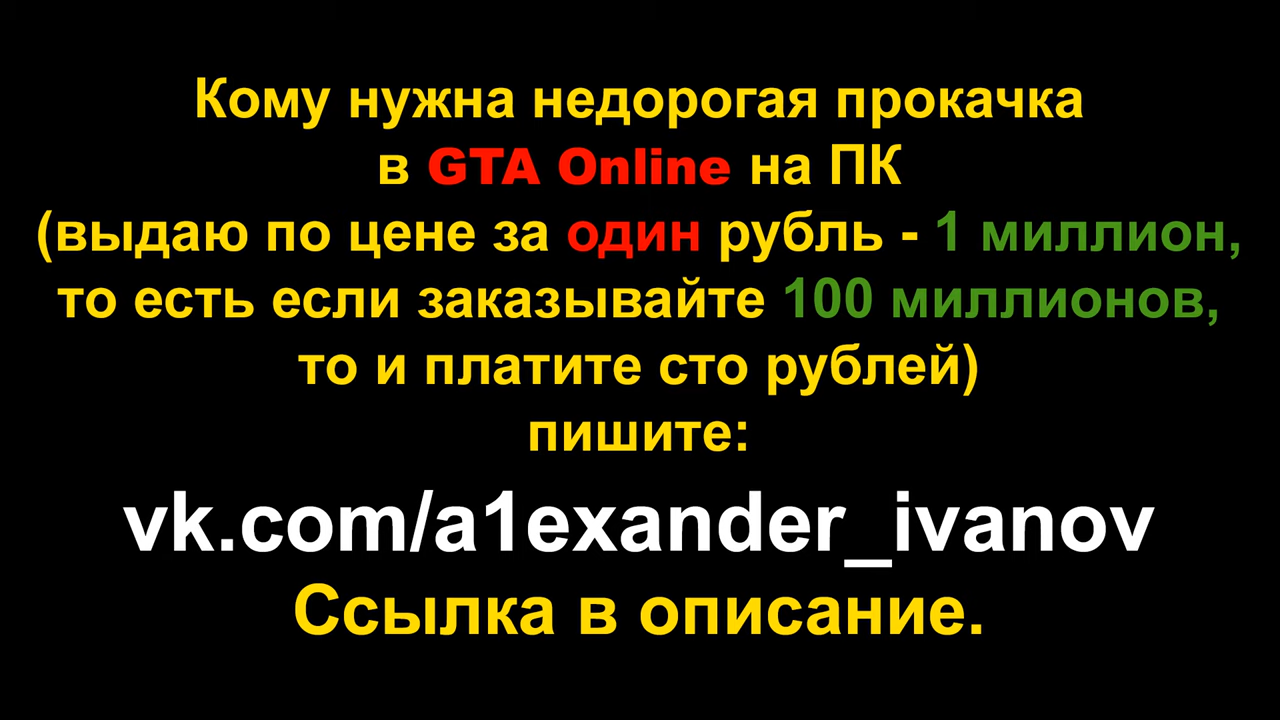 Кому нужна недорогая прокачка
в GTA Online на ПК
(выдаю по цене за один рубль - 1 миллион,
то есть если заказывайте 100 миллионов,
то и платите сто рублей)
пишите:
vk.com/a1exander_ivanov
Ссылка в описание.